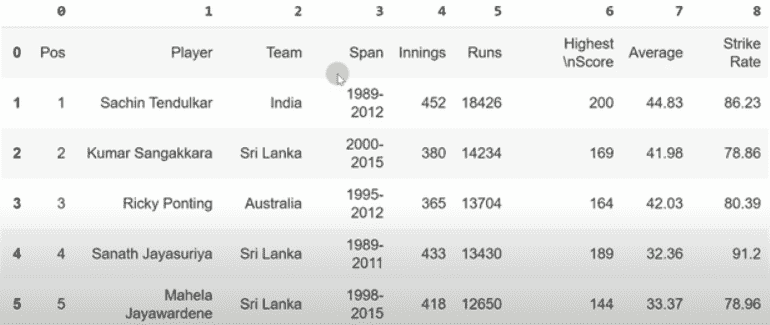 0 1 2 3 4 5 6 7 8
0 Pos Player Team Span Innings Runs Highest \nScore Average Strike Rate
1 1 Sachin Tendulkar India 1989-2012 452 18426 200 44.83 86.23
2 2 Kumar Sangakkara Sri Lanka 2000-2015 380 14234 169 41.98 78.86
3 3 Ricky Ponting Australia 1995-2012 365 13704 164 42.03 80.39
4 4 Sanath Jayasuriya Sri Lanka 1989-2011 433 13430 189 32.36 91.2
5 5 Mahela Jayawardene Sri Lanka 1998-2015 418 12650 144 33.37 78.96